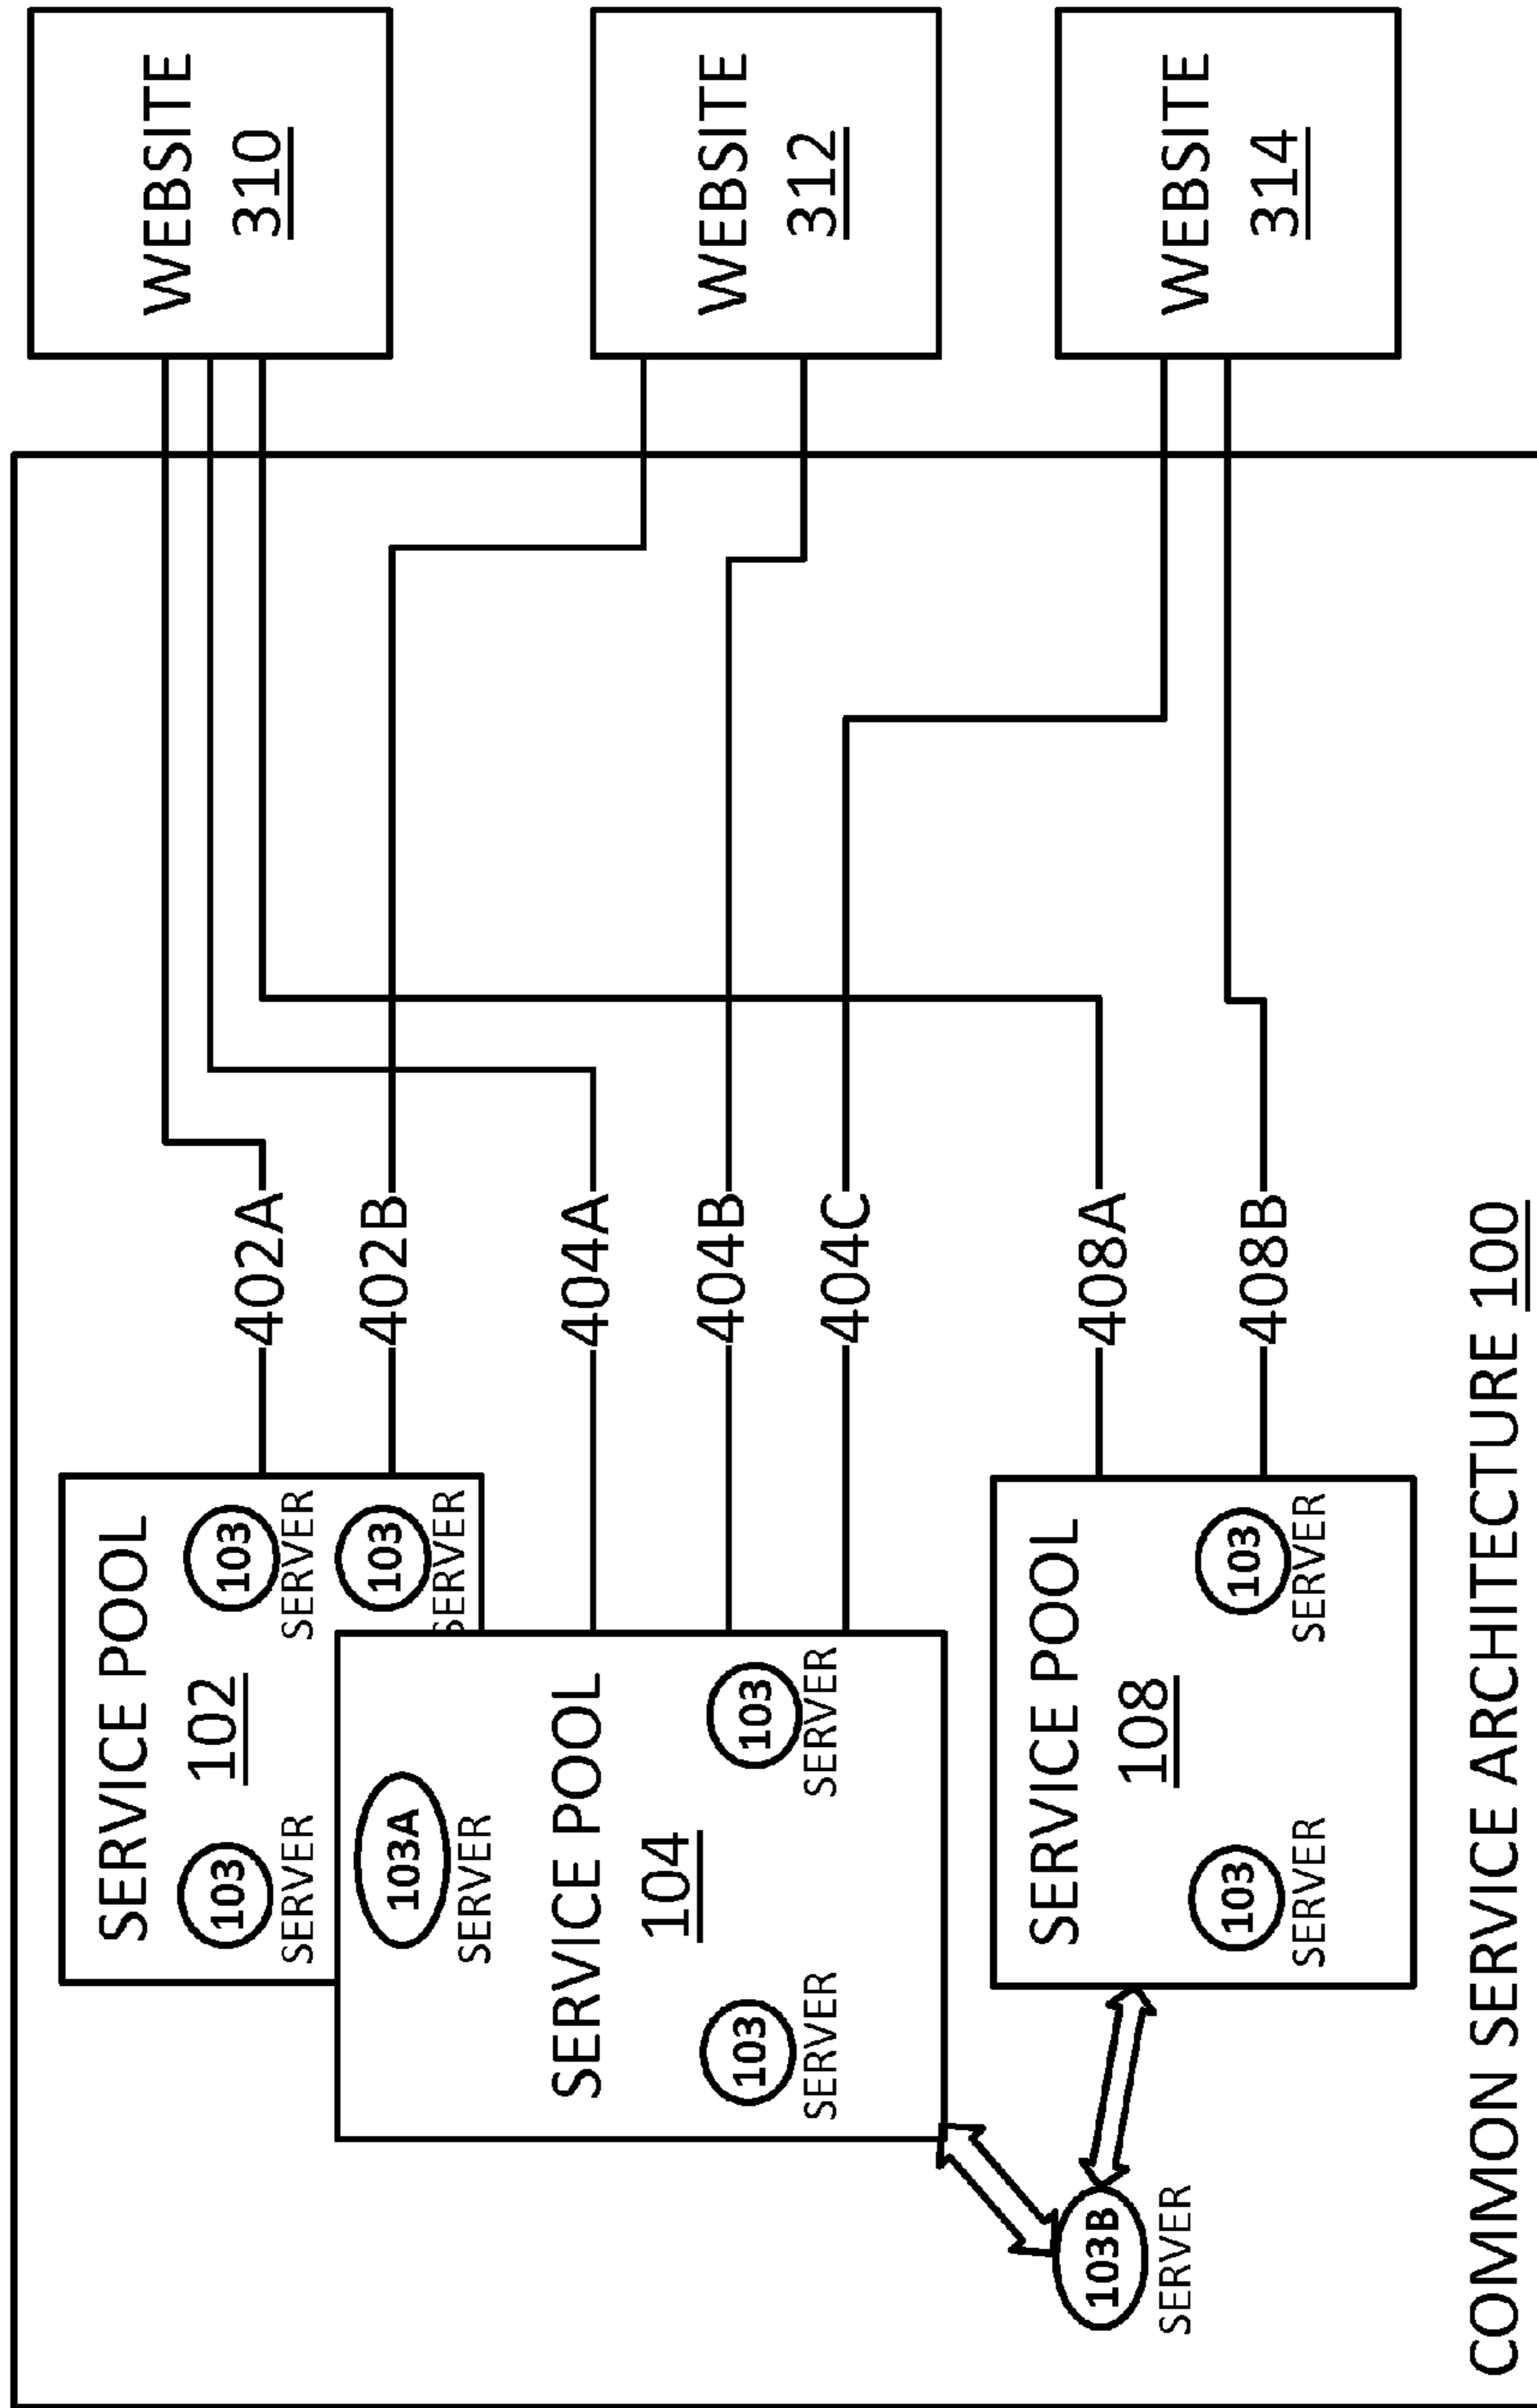 SERVICE POOL
102
103
SERVER
103
SERVER
103
SERVER
103A
SERVER
SERVICE POOL
104
103
SERVER
103
SERVER
103B
SERVER
SERVICE POOL
108
103
SERVER
103
SERVER
402A
402B
404A
404B
404C
408A
408B
WEBSITE
310
WEBSITE
312
WEBSITE
314
COMMON SERVICE ARCHITECTURE 100